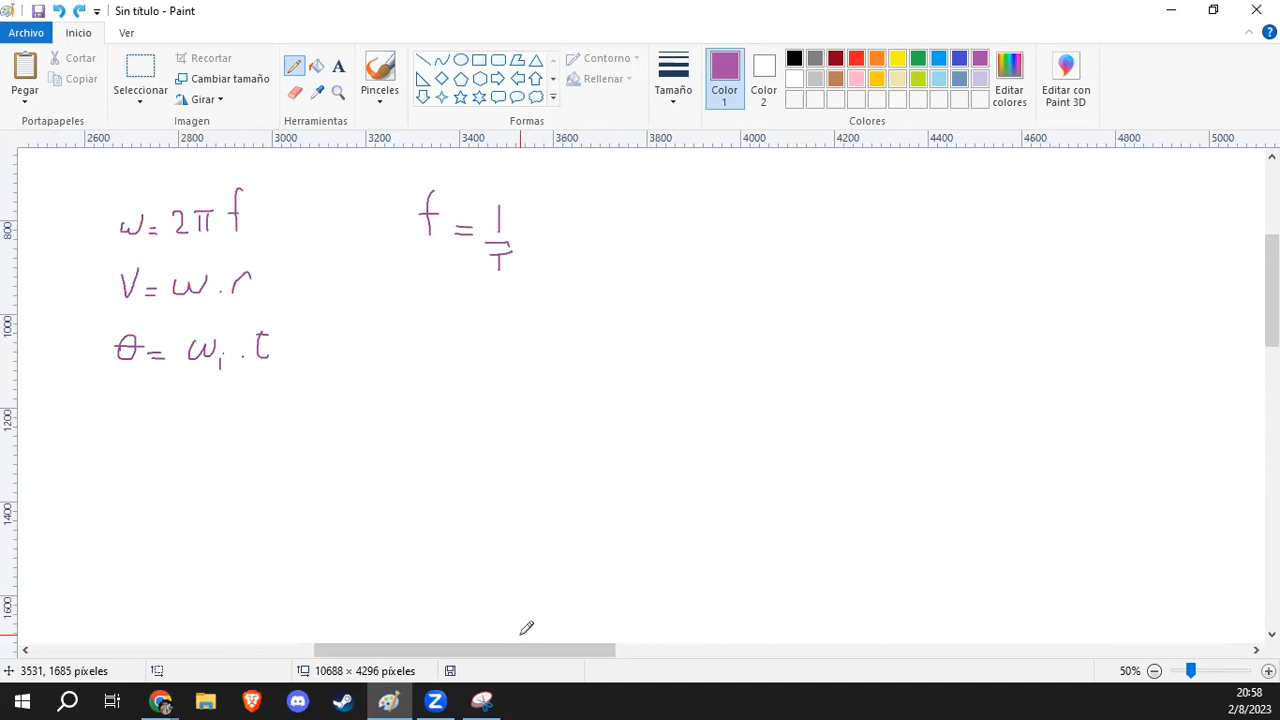 Sin título - Paint
Archivo Inicio Ver
Pegar Cortar Copiar
Portapapeles
Seleccionar Recortar Cambiar tamaño Girar
Imagen
A
Herramientas
Pinceles
Contorno Rellenar
Formas
Tamaño
Color 1 Color 2
Editar colores
Colores
Editar con Paint 3D
2600 2800 3000 3200 3400 3600 3800 4000 4200 4400 4600 4800 5000
800
1000
1200
1400
1600
ω = 2π f
f = 1/T
V = ω . r
θ = ω₁ . t
3531, 1685 píxeles 10688 × 4296 píxeles 50%
20:58
2/8/2023